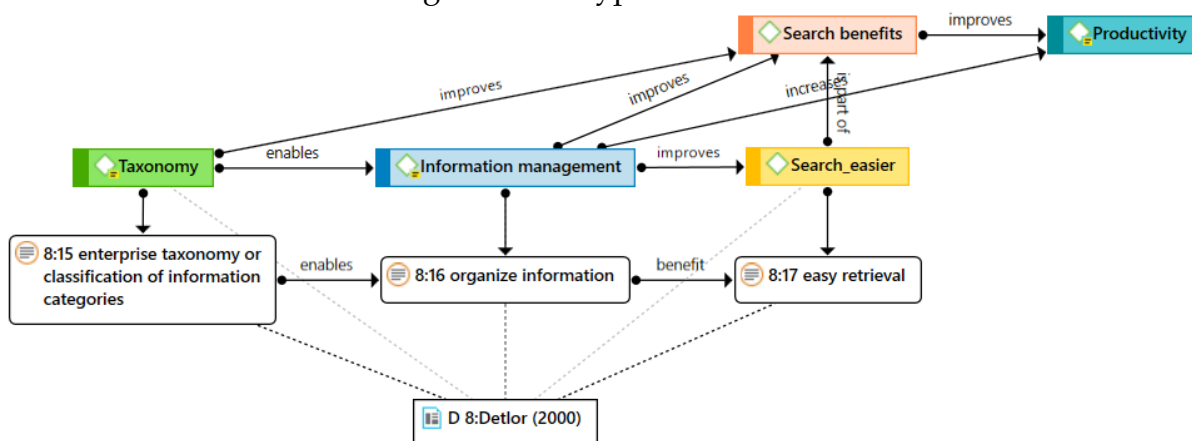 improves
Search benefits
Productivity
improves
improves
increases
is part of
Taxonomy
enables
Information management
improves
Search_easier
8:15 enterprise taxonomy or
classification of information
categories
enables
8:16 organize information
benefit
8:17 easy retrieval
D 8:Detlor (2000)